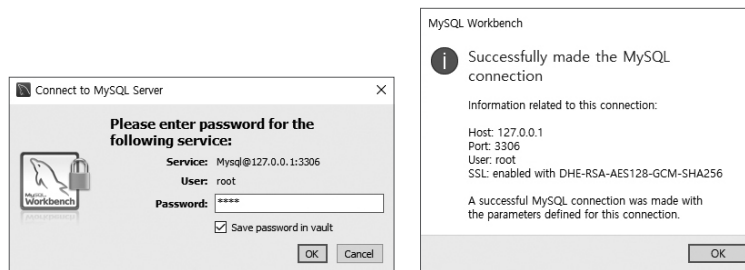 Connect to MySQL Server
Please enter password for the
following service:
Service: Mysql@127.0.0.1:3306
User: root
Password: ****
Save password in vault
MySQL
Workbench
OK Cancel
MySQL Workbench
Successfully made the MySQL
connection
Information related to this connection:
Host: 127.0.0.1
Port: 3306
User: root
SSL: enabled with DHE-RSA-AES128-GCM-SHA256
A successful MySQL connection was made with
the parameters defined for this connection.
OK